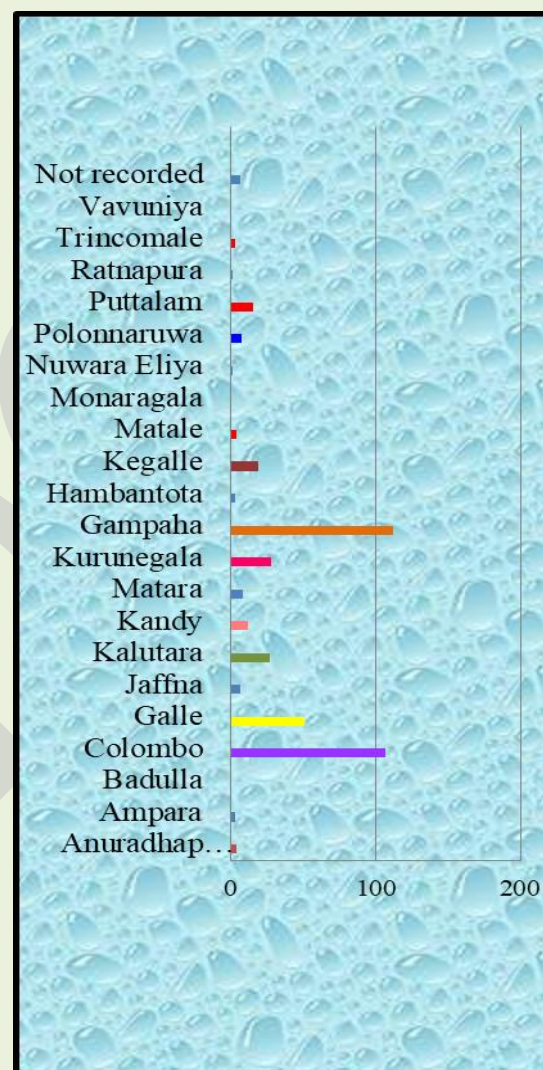 Not recorded
Vavuniya
Trincomale
Ratnapura
Puttalam
Polonnaruwa
Nuwara Eliya
Monaragala
Matale
Kegalle
Hambantota
Gampaha
Kurunegala
Matara
Kandy
Kalutara
Jaffna
Galle
Colombo
Badulla
Ampara
Anuradhap…
0 100 200